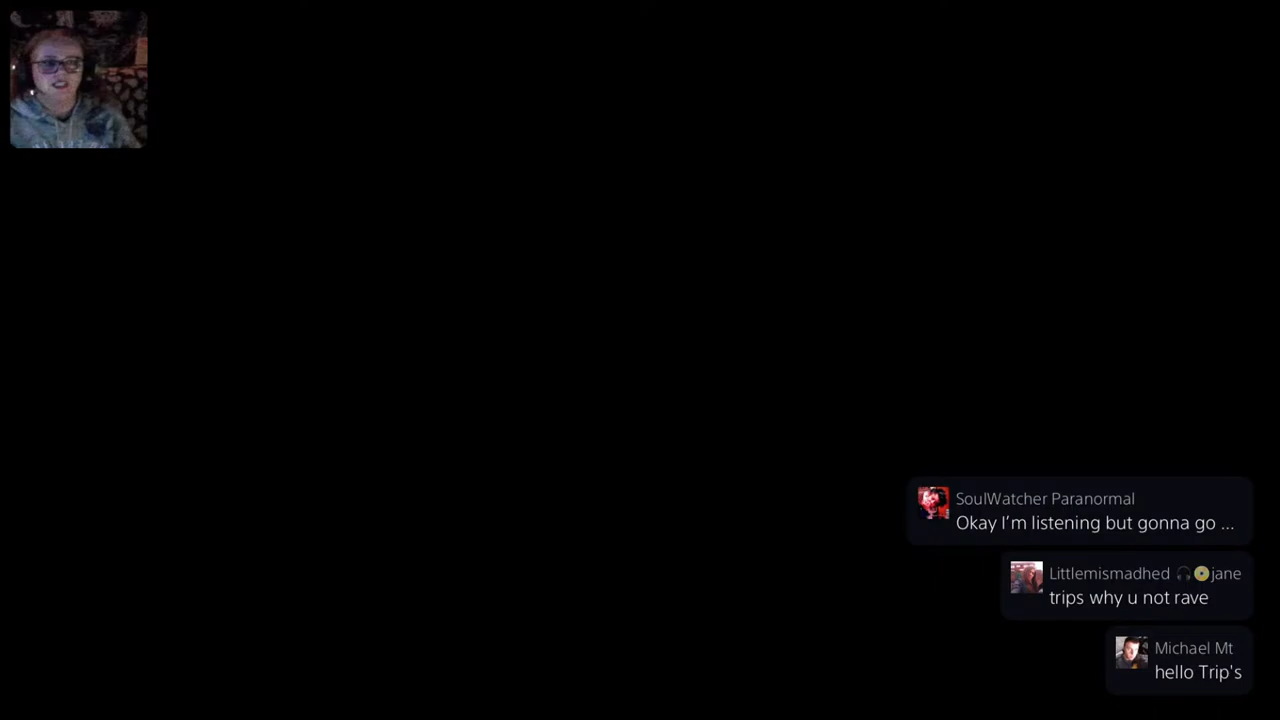 SoulWatcher Paranormal
Okay I’m listening but gonna go ...
Littlemismadhed 🎧📀jane
trips why u not rave
Michael Mt
hello Trip's